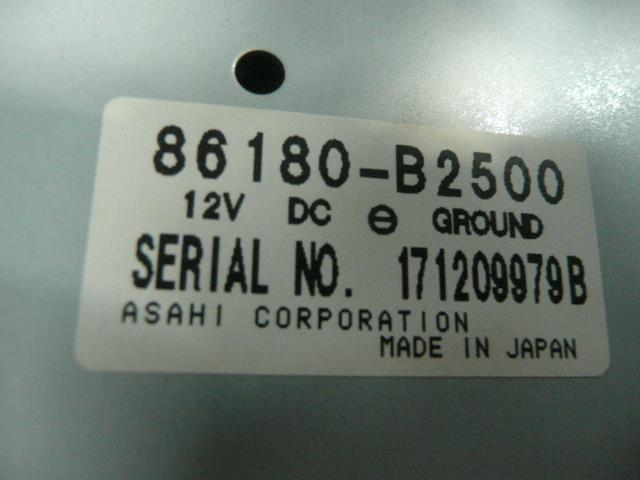 86180-B2500
12V DC ⊖ GROUND
SERIAL NO. 171209979B
ASAHI CORPORATION
MADE IN JAPAN